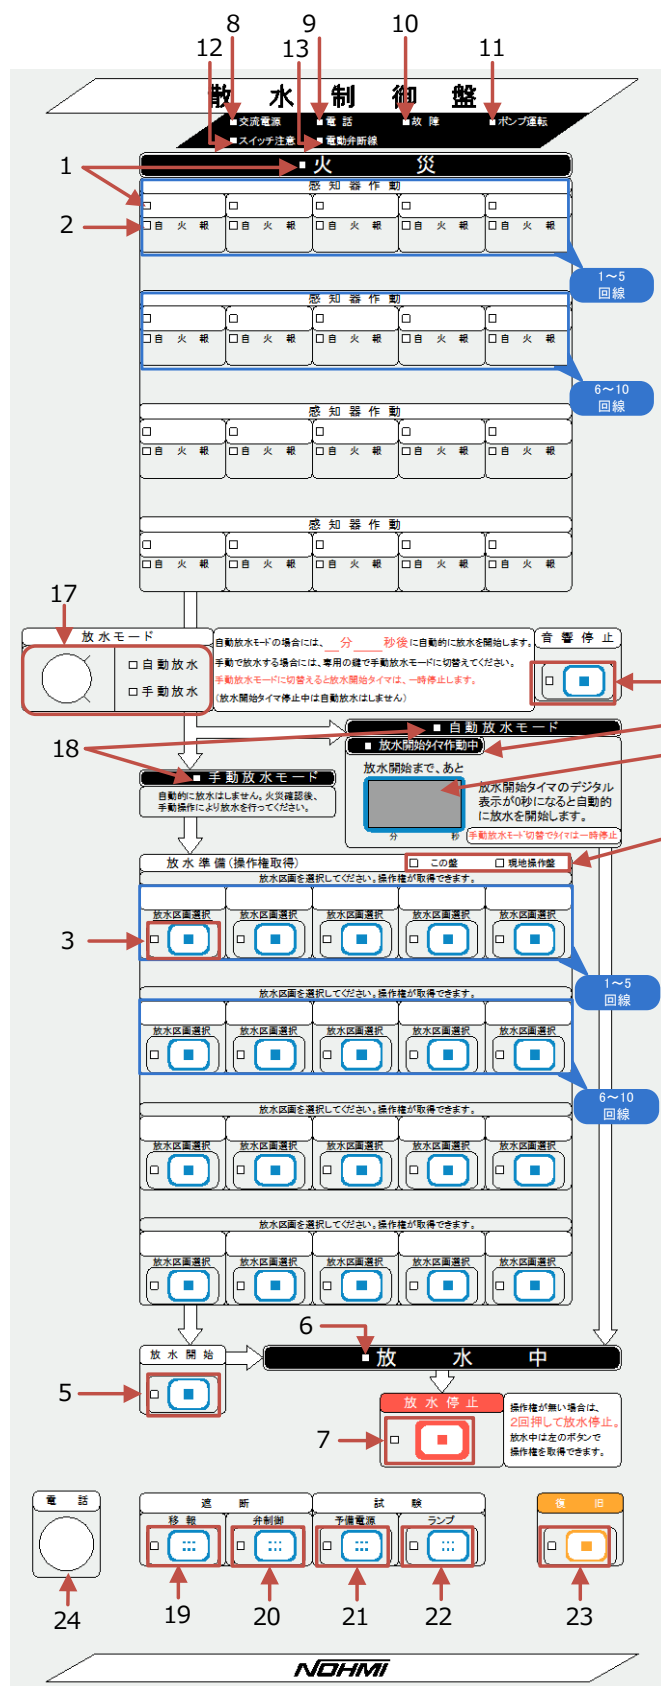 8 9 10 11
12 13
散水制御盤
交流電源 電話 故障 ポンプ運転
スイッチ注意 電動弁断線
1
火災
感知器作動
2
自火報 自火報 自火報 自火報 自火報
1～5
回線
感知器作動
自火報 自火報 自火報 自火報 自火報
6～10
回線
感知器作動
自火報 自火報 自火報 自火報 自火報
感知器作動
自火報 自火報 自火報 自火報 自火報
17
放水モード
自動放水
手動放水
自動放水モードの場合には、__分___秒後に自動的に放水を開始します。
手動で放水する場合には、専用の鍵で手動放水モードに切替えてください。
手動放水モードに切替えると放水開始タイマは、一時停止します。
(放水開始タイマ停止中は自動放水はしません)
音響停止
18
自動放水モード
放水開始タイマ作動中
放水開始まで、あと
分 秒
放水開始タイマのデジタル
表示が0秒になると自動的
に放水を開始します。
手動放水モード切替でタイマは一時停止
手動放水モード
自動的に放水はしません。火災確認後、
手動操作により放水を行ってください。
放水準備(操作権取得) この盤 現地操作盤
放水区画を選択してください。操作権が取得できます。
放水区画選択 放水区画選択 放水区画選択 放水区画選択 放水区画選択
3
1～5
回線
放水区画を選択してください。操作権が取得できます。
放水区画選択 放水区画選択 放水区画選択 放水区画選択 放水区画選択
6～10
回線
放水区画を選択してください。操作権が取得できます。
放水区画選択 放水区画選択 放水区画選択 放水区画選択 放水区画選択
放水区画を選択してください。操作権が取得できます。
放水区画選択 放水区画選択 放水区画選択 放水区画選択 放水区画選択
6
放水開始
放水中
5
放水停止
7
操作権が無い場合は、
2回押して放水停止。
放水中は左のボタンで
操作権を取得できます。
電話
遮断
移報 弁制御
試験
予備電源 ランプ
復旧
24 19 20 21 22 23
NOHMI